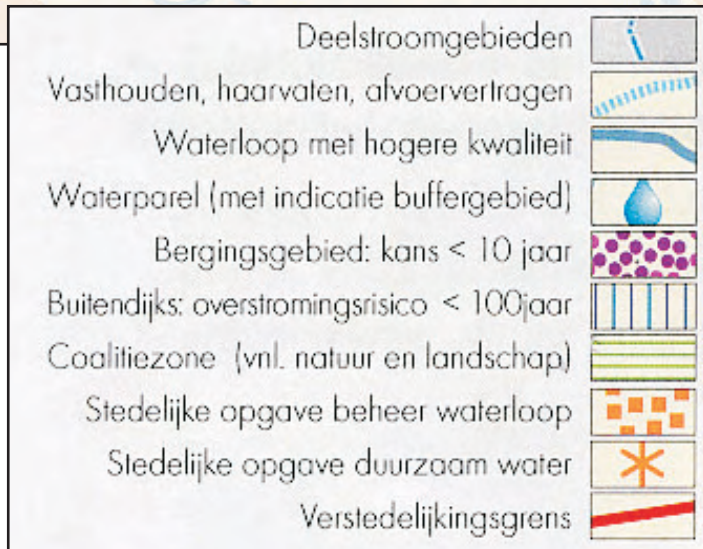 Deelstroomgebieden
Vasthouden, haarvaten, afvoervertragen
Waterloop met hogere kwaliteit
Waterparel (met indicatie buffergebied)
Bergingsgebied: kans < 10 jaar
Buitendijks: overstromingsrisico < 100jaar
Coalitiezone (vnl. natuur en landschap)
Stedelijke opgave beheer waterloop
Stedelijke opgave duurzaam water
Verstedelijkingsgrens